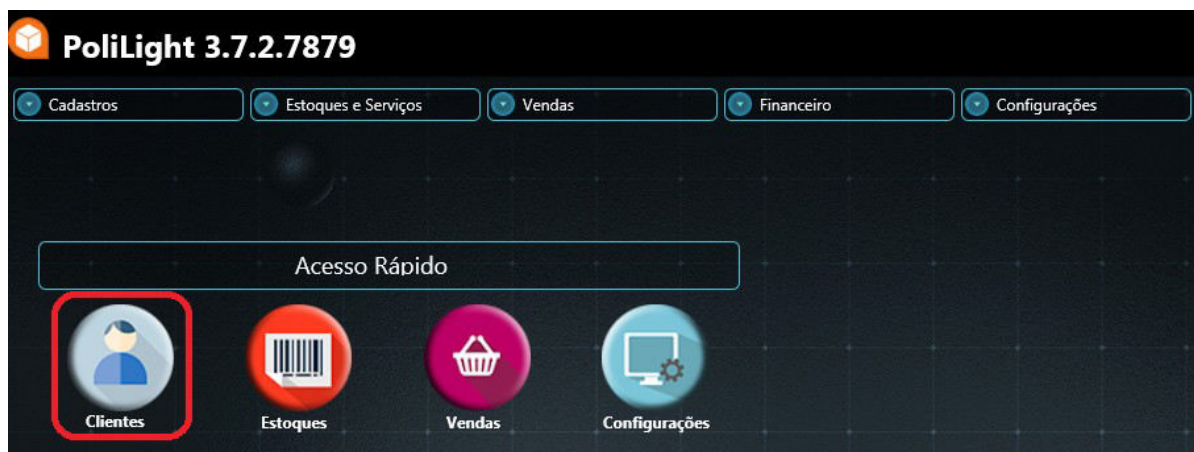 PoliLight 3.7.2.7879
Cadastros Estoques e Serviços Vendas Financeiro Configurações
Acesso Rápido
Clientes Estoques Vendas Configurações